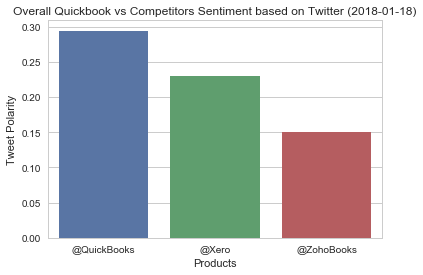 Overall Quickbook vs Competitors Sentiment based on Twitter (2018-01-18)
0.30
0.25
0.20
0.15
0.10
0.05
0.00
Tweet Polarity
@QuickBooks @Xero @ZohoBooks
Products